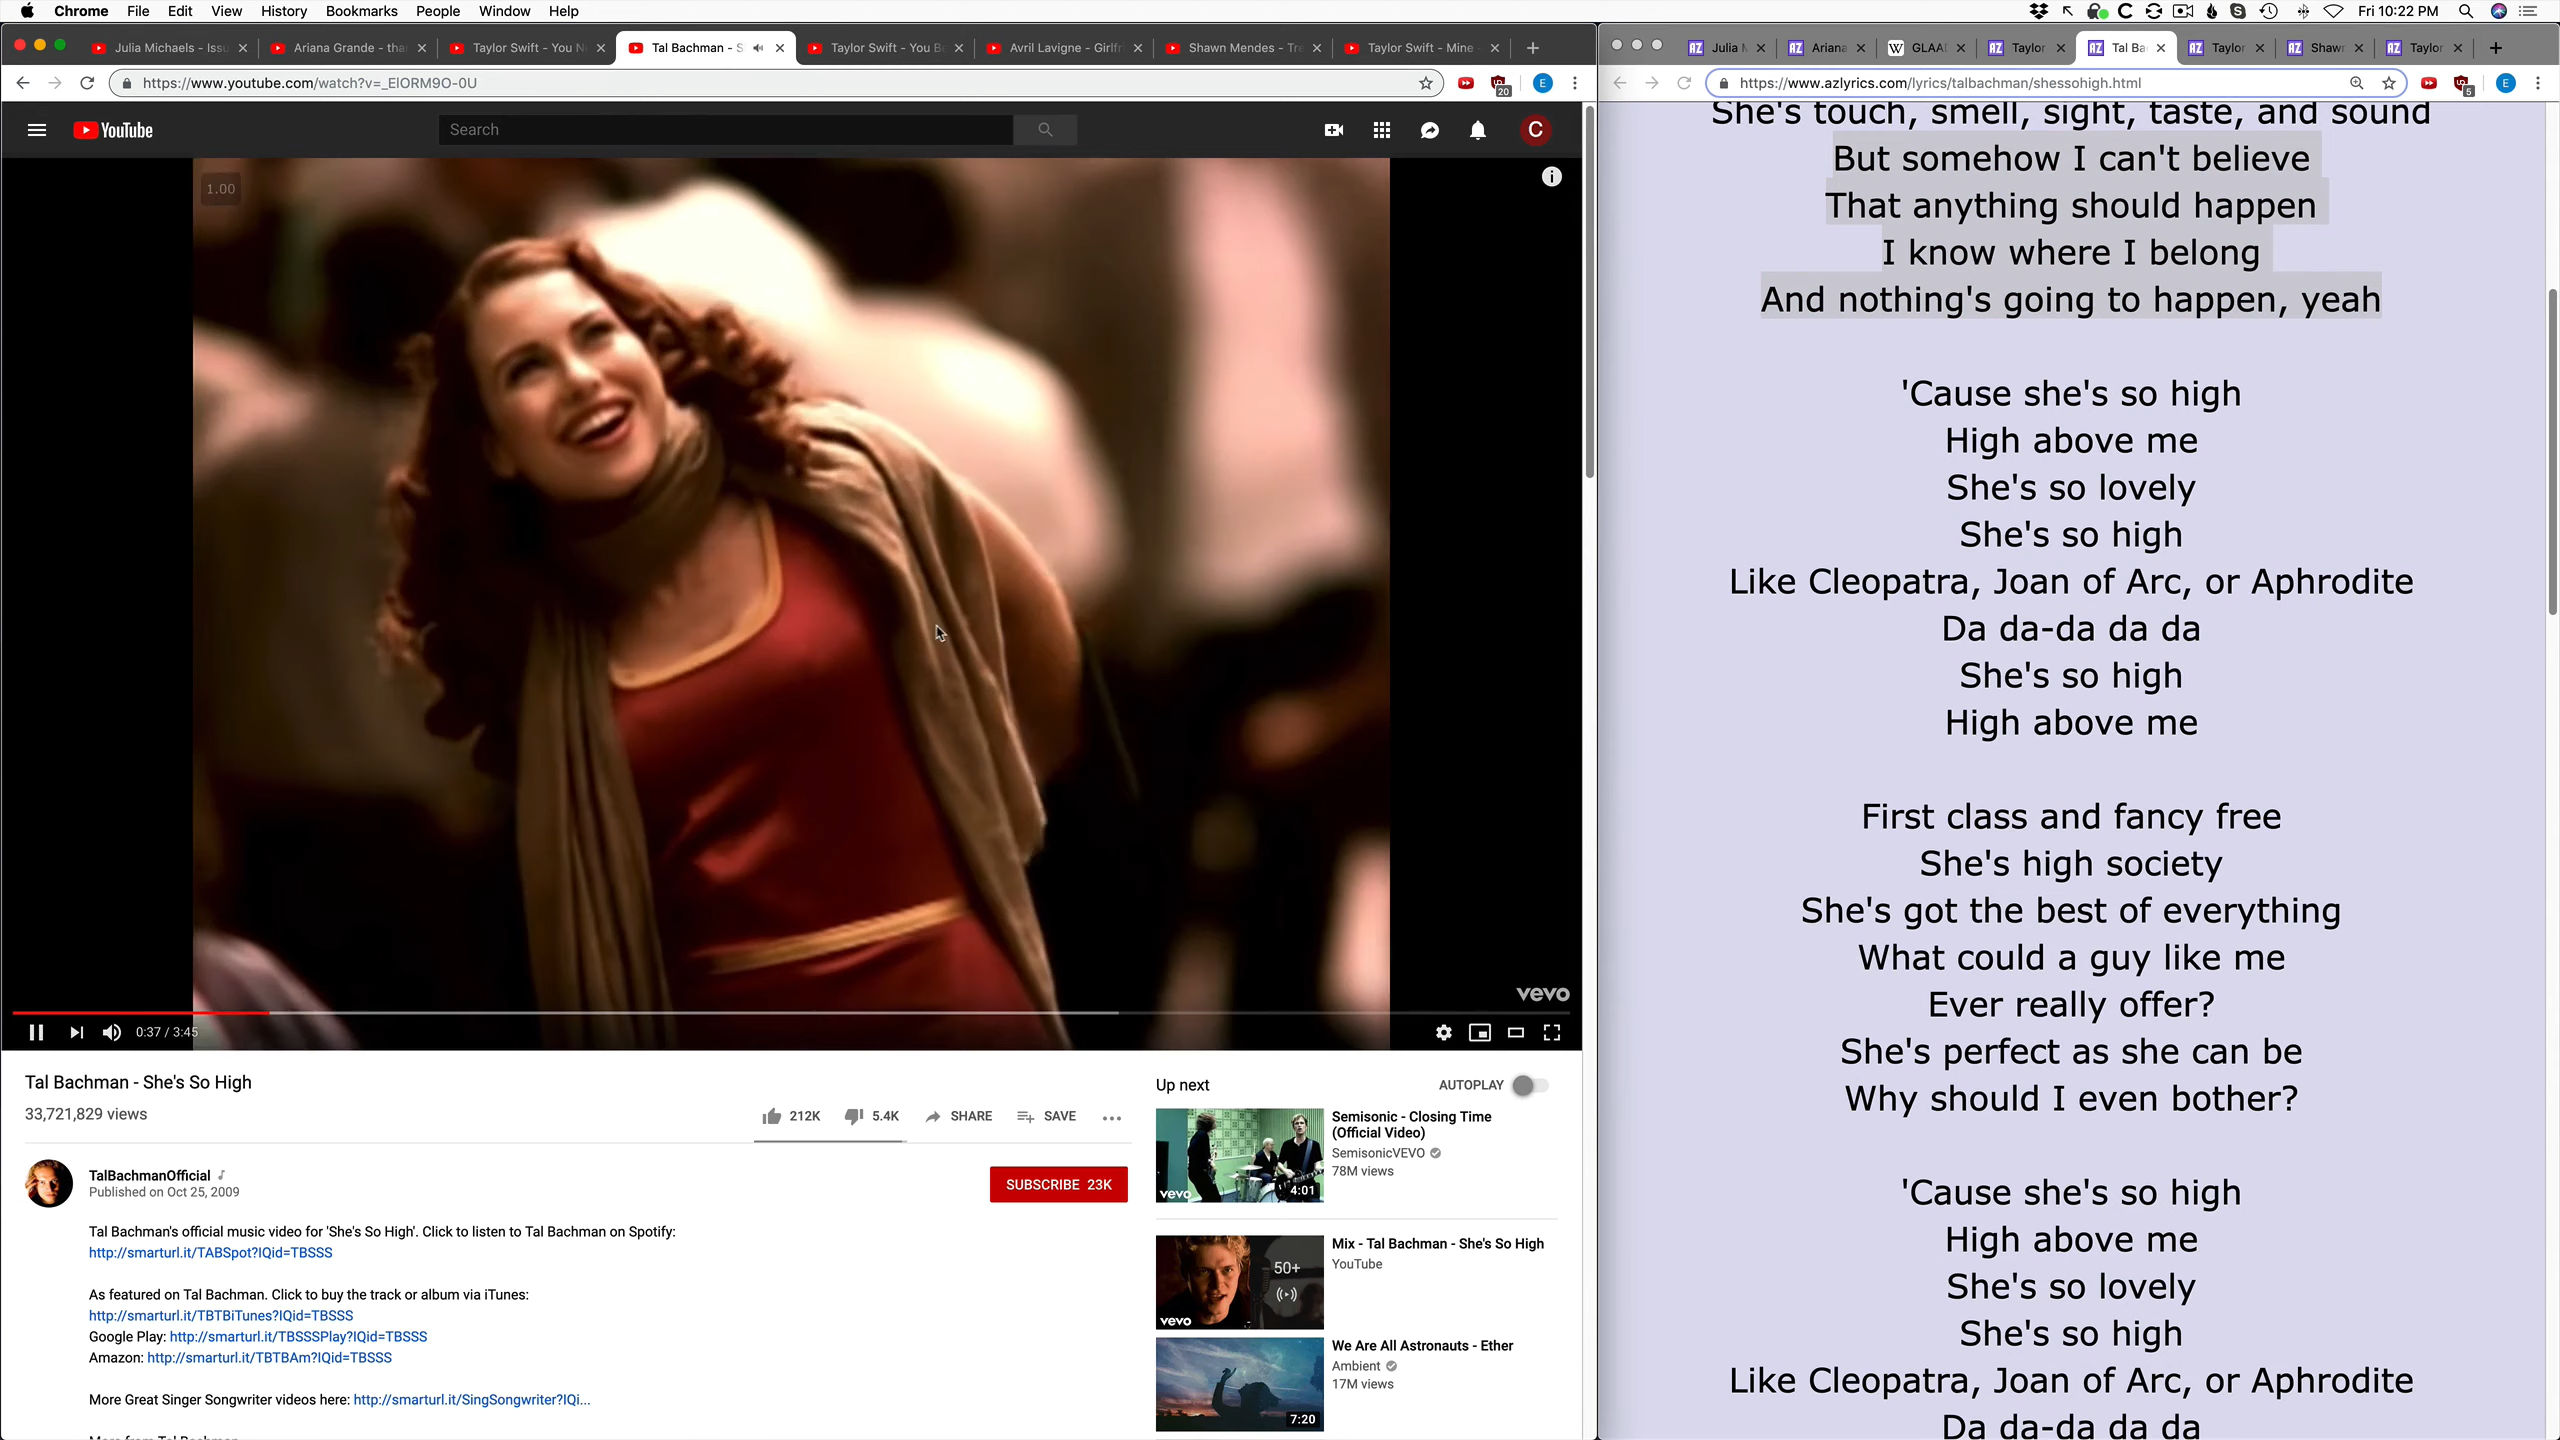 Chrome File Edit View History Bookmarks People Window Help
Fri 10:22 PM
Julia Michaels - Issu
Ariana Grande - tha
Taylor Swift - You N
Tal Bachman - S
Taylor Swift - You B
Avril Lavigne - Girlfr
Shawn Mendes - Tre
Taylor Swift - Mine -
https://www.youtube.com/watch?v=_ElORM9O-0U
20
E
YouTube
Search
C
1.00
vevo
0:37 / 3:45
Tal Bachman - She's So High
33,721,829 views
212K
5.4K
SHARE
SAVE
TalBachmanOfficial
Published on Oct 25, 2009
SUBSCRIBE 23K
Tal Bachman's official music video for 'She's So High'. Click to listen to Tal Bachman on Spotify:
http://smarturl.it/TABSpot?IQid=TBSSS
As featured on Tal Bachman. Click to buy the track or album via iTunes:
http://smarturl.it/TBTBiTunes?IQid=TBSSS
Google Play: http://smarturl.it/TBSSSPlay?IQid=TBSSS
Amazon: http://smarturl.it/TBTBAm?IQid=TBSSS
More Great Singer Songwriter videos here: http://smarturl.it/SingSongwriter?IQi...
More from Tal Bachman
Up next
AUTOPLAY
vevo
4:01
Semisonic - Closing Time
(Official Video)
SemisonicVEVO
78M views
vevo
50+
Mix - Tal Bachman - She's So High
YouTube
7:20
We Are All Astronauts - Ether
Ambient
17M views
Julia M
Ariana
GLAA
Taylor
Tal Ba
Taylor
Shawn
Taylor
https://www.azlyrics.com/lyrics/talbachman/shessohigh.html
5
E
She's touch, smell, sight, taste, and sound
But somehow I can't believe
That anything should happen
I know where I belong
And nothing's going to happen, yeah
'Cause she's so high
High above me
She's so lovely
She's so high
Like Cleopatra, Joan of Arc, or Aphrodite
Da da-da da da
She's so high
High above me
First class and fancy free
She's high society
She's got the best of everything
What could a guy like me
Ever really offer?
She's perfect as she can be
Why should I even bother?
'Cause she's so high
High above me
She's so lovely
She's so high
Like Cleopatra, Joan of Arc, or Aphrodite
Da da-da da da